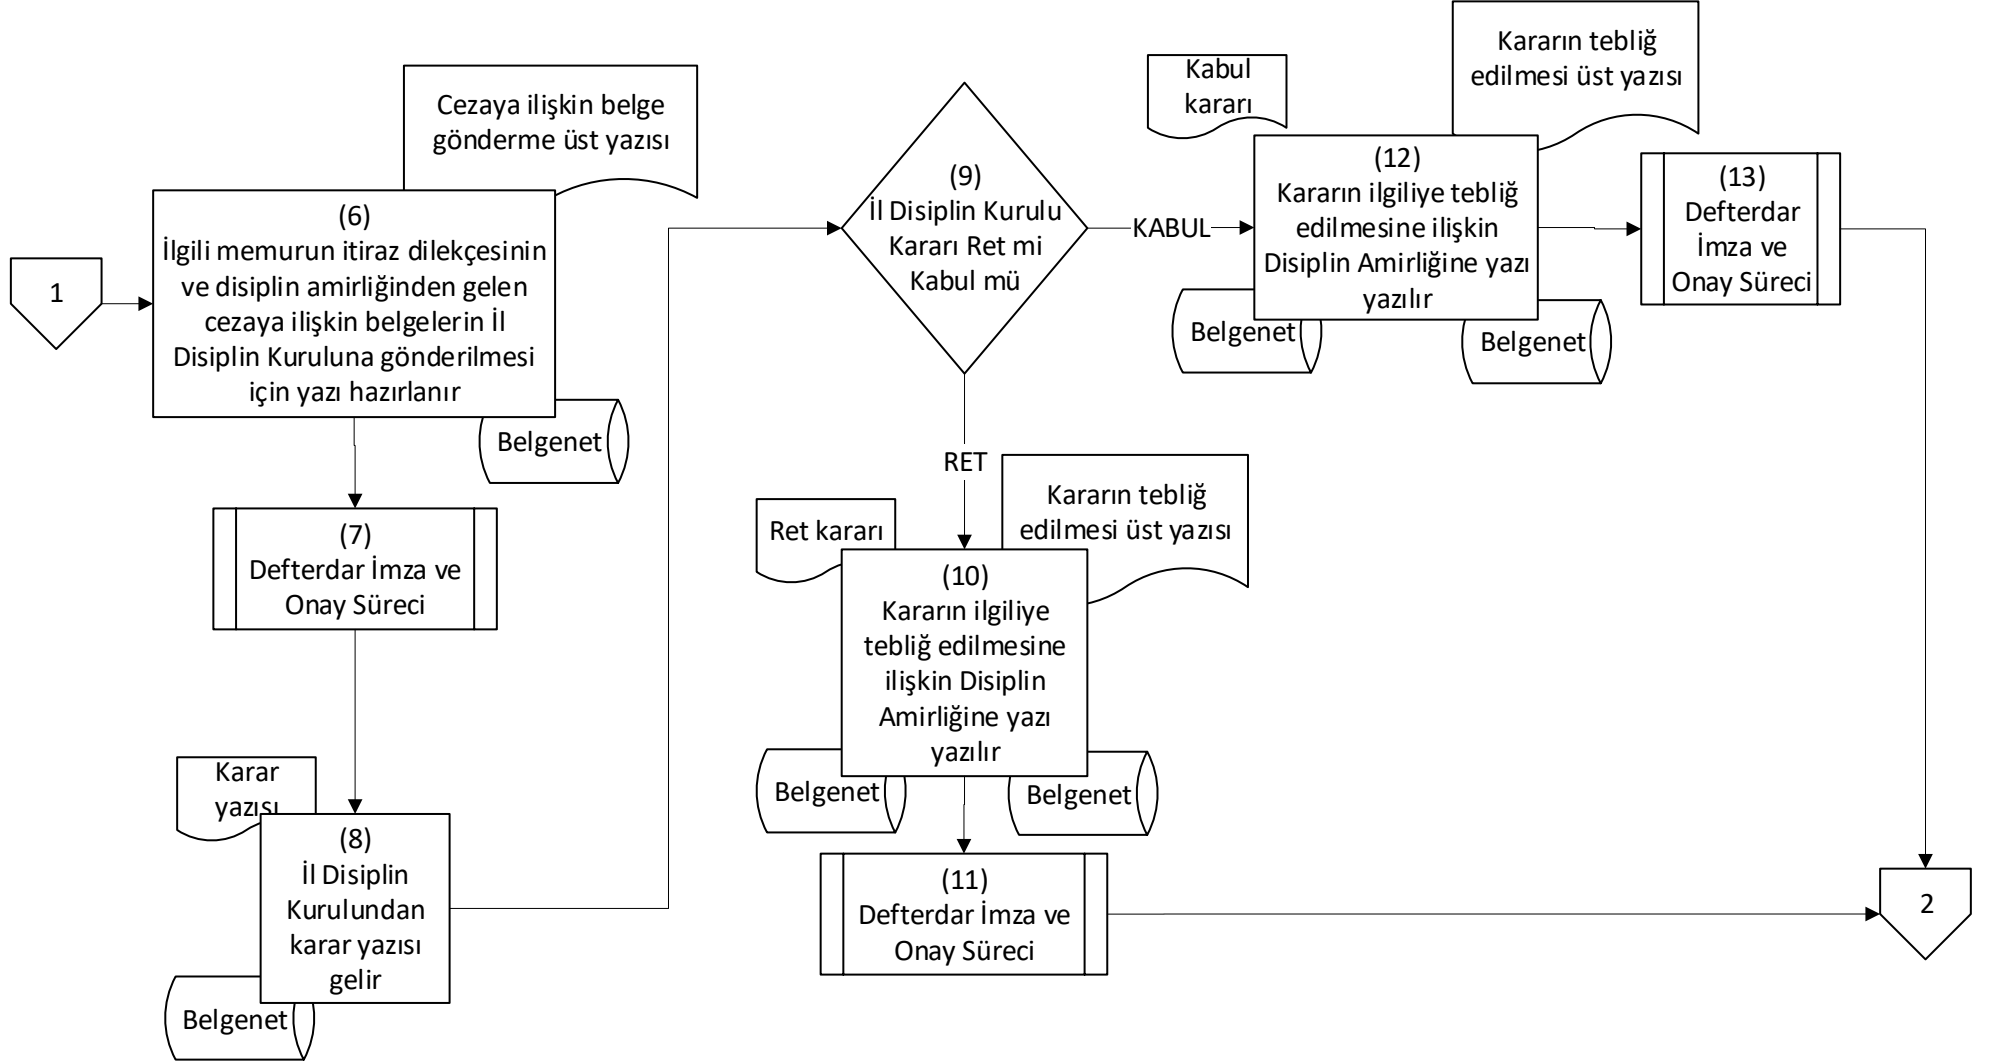 1
Cezaya ilişkin belge
gönderme üst yazısı
(6)
İlgili memurun itiraz dilekçesinin
ve disiplin amirliğinden gelen
cezaya ilişkin belgelerin İl
Disiplin Kuruluna gönderilmesi
için yazı hazırlanır
Belgenet
(7)
Defterdar İmza ve
Onay Süreci
Karar
yazısı
(8)
İl Disiplin
Kurulundan
karar yazısı
gelir
Belgenet
(9)
İl Disiplin Kurulu
Kararı Ret mi
Kabul mü
KABUL
RET
Ret kararı
Kararın tebliğ
edilmesi üst yazısı
(10)
Kararın ilgiliye
tebliğ edilmesine
ilişkin Disiplin
Amirliğine yazı
yazılır
Belgenet
Belgenet
(11)
Defterdar İmza ve
Onay Süreci
Kabul
kararı
Kararın tebliğ
edilmesi üst yazısı
(12)
Kararın ilgiliye tebliğ
edilmesine ilişkin
Disiplin Amirliğine yazı
yazılır
Belgenet
Belgenet
(13)
Defterdar
İmza ve
Onay Süreci
2